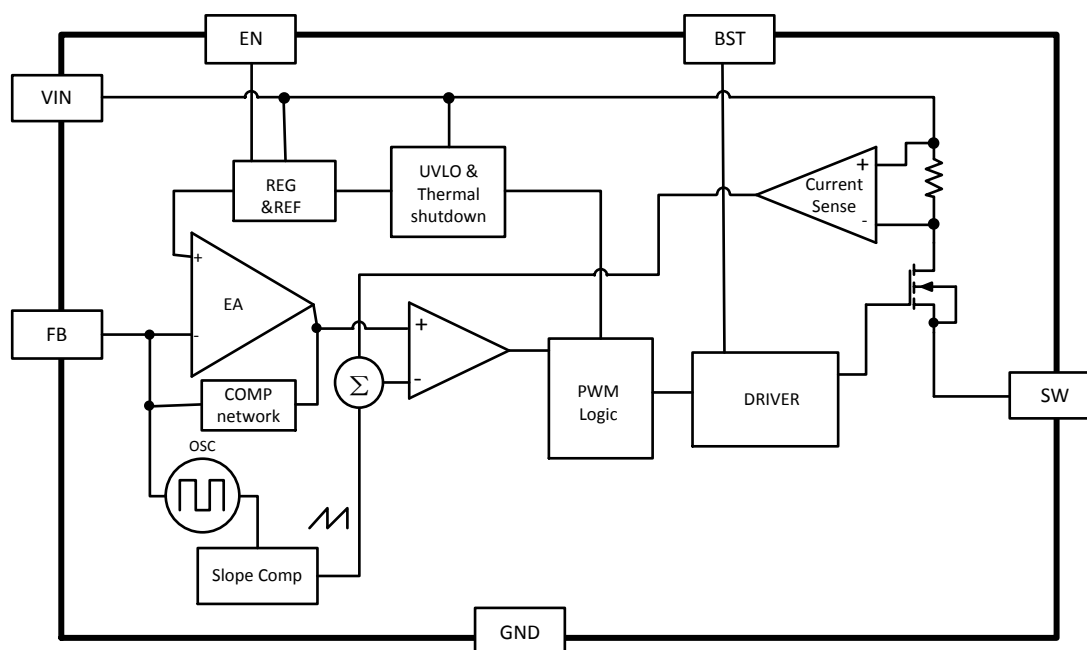 EN
BST
VIN
REG
&REF
UVLO &
Thermal
shutdown
+
Current
Sense
-
+
EA
-
FB
+
-
Σ
COMP
network
PWM
Logic
DRIVER
SW
OSC
Slope Comp
GND